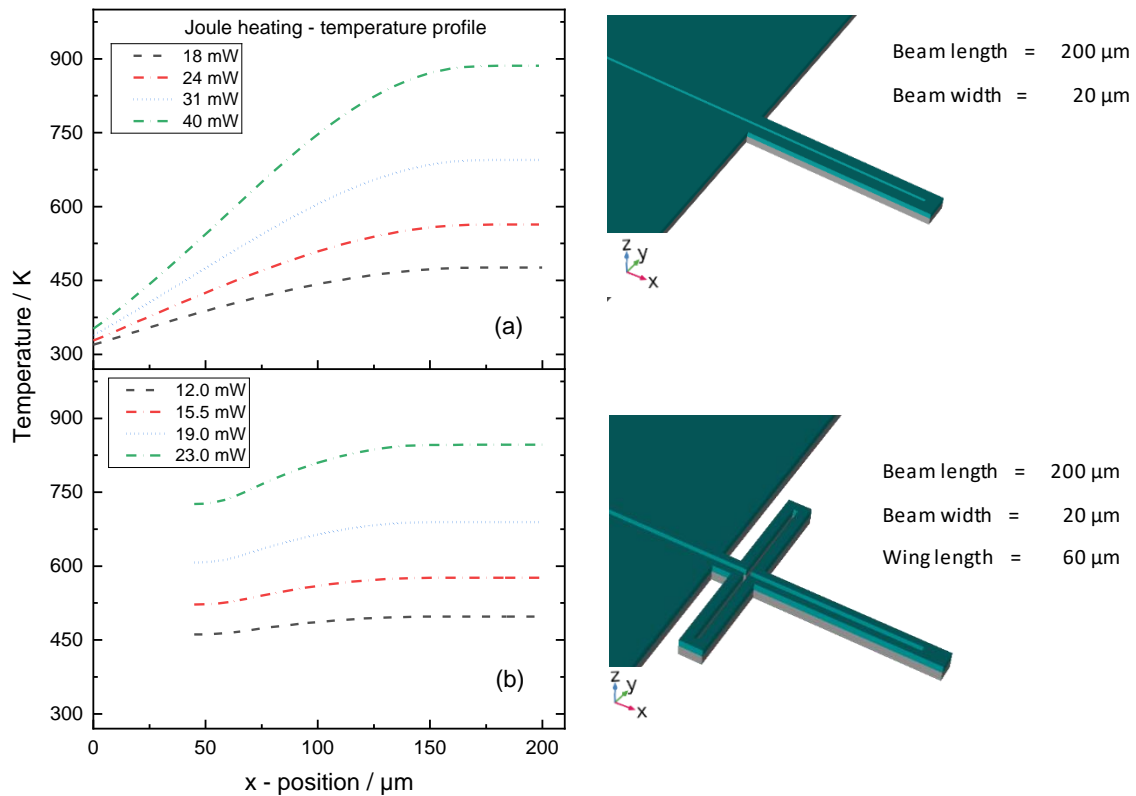 Joule heating - temperature profile
18 mW
24 mW
31 mW
40 mW
900
750
600
450
300
(a)
Beam length = 200 µm
Beam width = 20 µm
z
y
x
Temperature / K
12.0 mW
15.5 mW
19.0 mW
23.0 mW
900
750
600
450
300
(b)
0
50
100
150
200
x - position / µm
Beam length = 200 µm
Beam width = 20 µm
Wing length = 60 µm
z
y
x